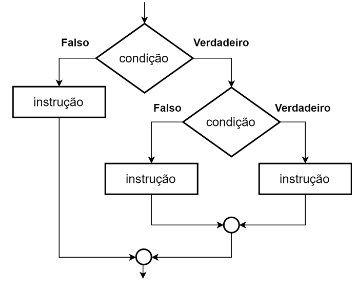 Falso
Verdadeiro
condição
instrução
Falso
Verdadeiro
condição
instrução
instrução